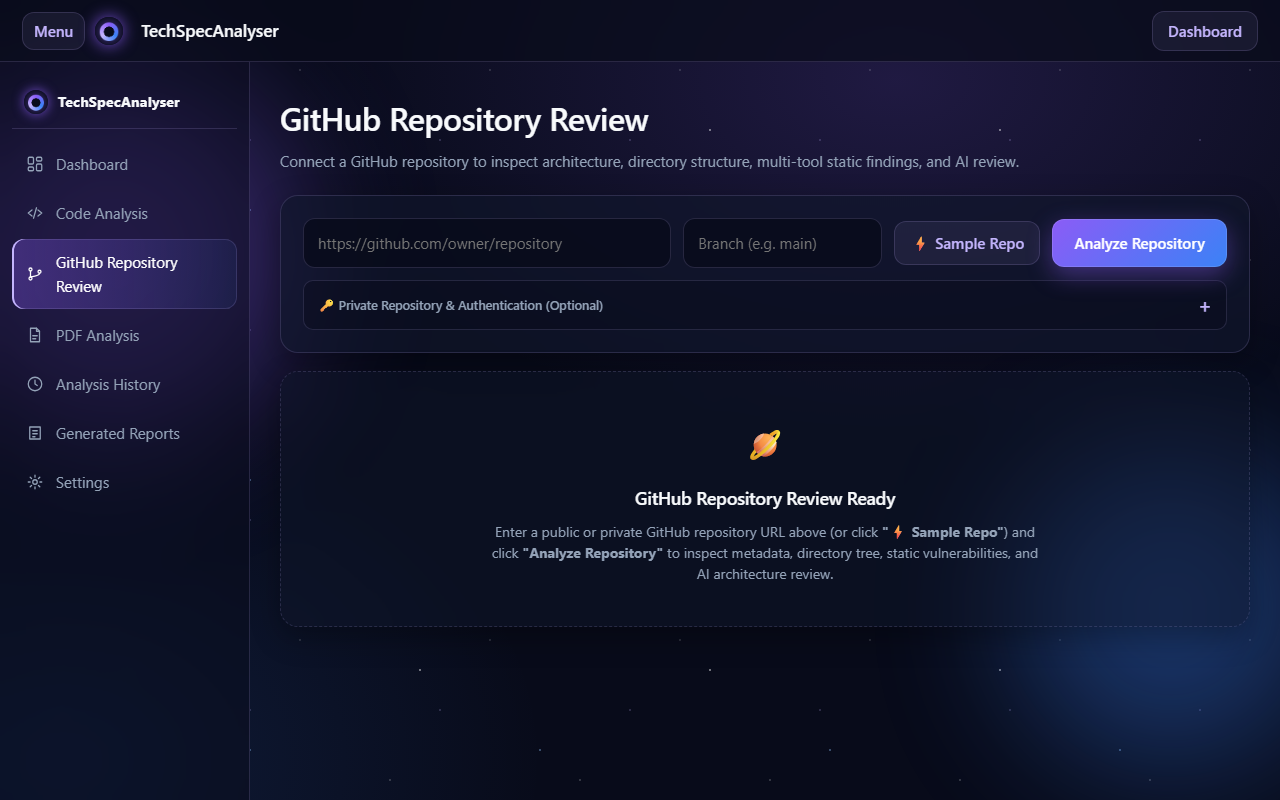 Menu
TechSpecAnalyser
Dashboard
TechSpecAnalyser
Dashboard
Code Analysis
GitHub Repository
Review
PDF Analysis
Analysis History
Generated Reports
Settings
GitHub Repository Review
Connect a GitHub repository to inspect architecture, directory structure, multi-tool static findings, and AI review.
https://github.com/owner/repository
Branch (e.g. main)
⚡ Sample Repo
Analyze Repository
🔑 Private Repository & Authentication (Optional)
+
GitHub Repository Review Ready
Enter a public or private GitHub repository URL above (or click "⚡ Sample Repo") and
click "Analyze Repository" to inspect metadata, directory tree, static vulnerabilities, and
AI architecture review.